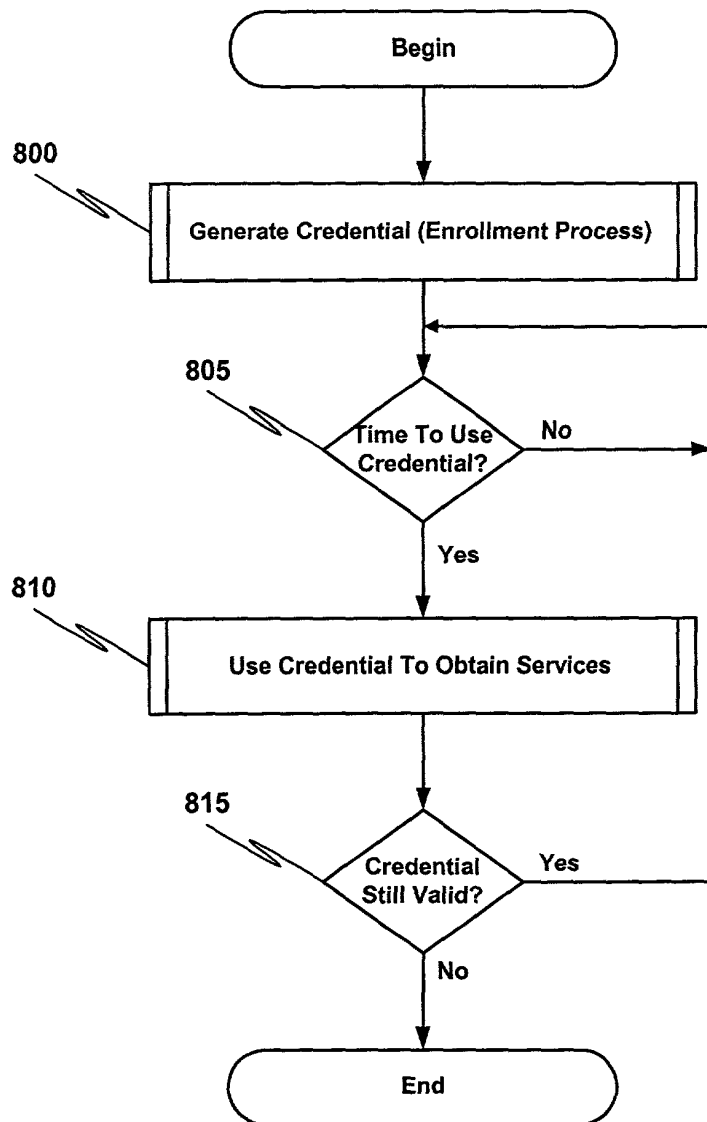 Begin
800
Generate Credential (Enrollment Process)
805
Time To Use
Credential?
No
Yes
810
Use Credential To Obtain Services
815
Credential
Still Valid?
Yes
No
End